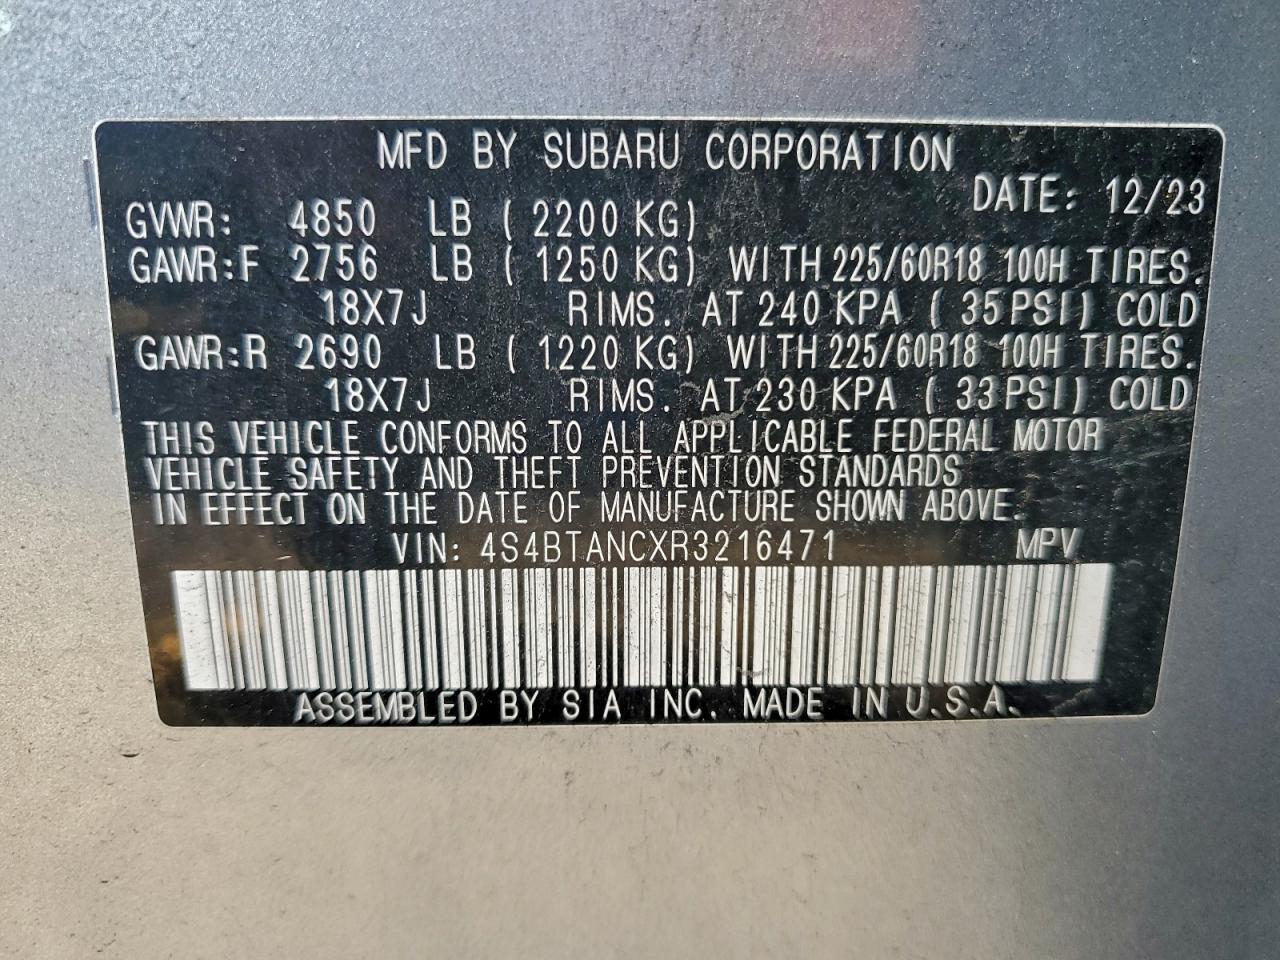 MFD BY SUBARU CORPORATION
DATE: 12/23
GVWR: 4850 LB ( 2200 KG)
GAWR:F 2756 LB ( 1250 KG) WITH 225/60R18 100H TIRES.
18X7J RIMS. AT 240 KPA ( 35PSI) COLD
GAWR:R 2690 LB ( 1220 KG) WITH 225/60R18 100H TIRES.
18X7J RIMS. AT 230 KPA ( 33PSI) COLD
THIS VEHICLE CONFORMS TO ALL APPLICABLE FEDERAL MOTOR
VEHICLE SAFETY AND THEFT PREVENTION STANDARDS
IN EFFECT ON THE DATE OF MANUFACTURE SHOWN ABOVE.
VIN: 4S4BTANCXR3216471 MPV
ASSEMBLED BY SIA INC. MADE IN U.S.A.